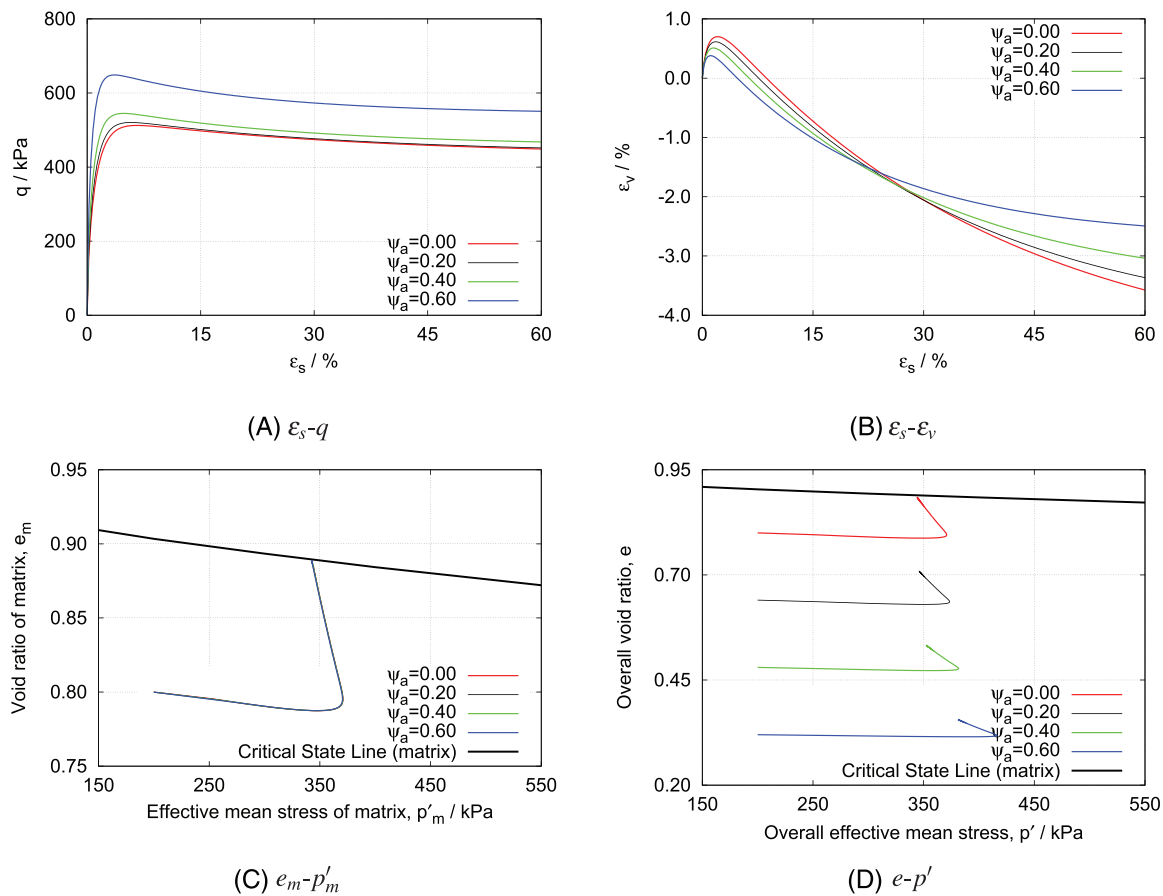 800
600
400
200
0
q / kPa
ψa=0.00
ψa=0.20
ψa=0.40
ψa=0.60
0 15 30 45 60
εs / %
(A) εs-q
1.0
0.0
-1.0
-2.0
-3.0
-4.0
εv / %
ψa=0.00
ψa=0.20
ψa=0.40
ψa=0.60
0 15 30 45 60
εs / %
(B) εs-εv
0.95
0.90
0.85
0.80
0.75
Void ratio of matrix, em
ψa=0.00
ψa=0.20
ψa=0.40
ψa=0.60
Critical State Line (matrix)
150 250 350 450 550
Effective mean stress of matrix, p′m / kPa
(C) em-p′m
0.95
0.70
0.45
0.20
Overall void ratio, e
ψa=0.00
ψa=0.20
ψa=0.40
ψa=0.60
Critical State Line (matrix)
150 250 350 450 550
Overall effective mean stress, p′ / kPa
(D) e-p′